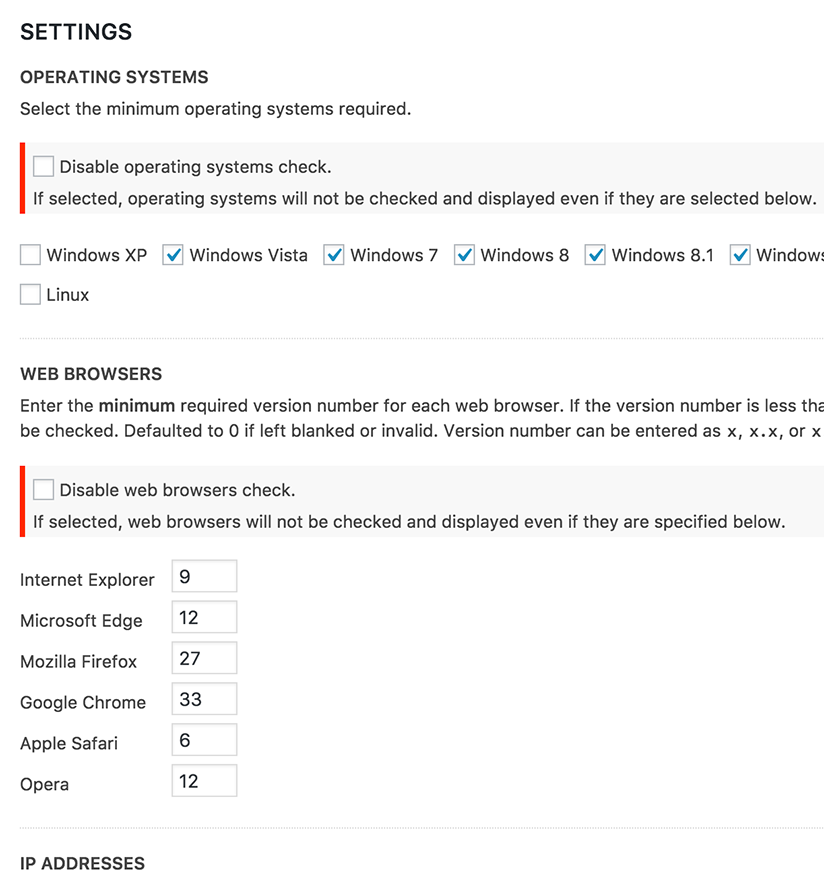 SETTINGS
OPERATING SYSTEMS
Select the minimum operating systems required.
Disable operating systems check.
If selected, operating systems will not be checked and displayed even if they are selected below.
Windows XP Windows Vista Windows 7 Windows 8 Windows 8.1 Windows
Linux
WEB BROWSERS
Enter the minimum required version number for each web browser. If the version number is less tha
be checked. Defaulted to 0 if left blanked or invalid. Version number can be entered as x, x.x, or x
Disable web browsers check.
If selected, web browsers will not be checked and displayed even if they are specified below.
Internet Explorer 9
Microsoft Edge 12
Mozilla Firefox 27
Google Chrome 33
Apple Safari 6
Opera 12
IP ADDRESSES